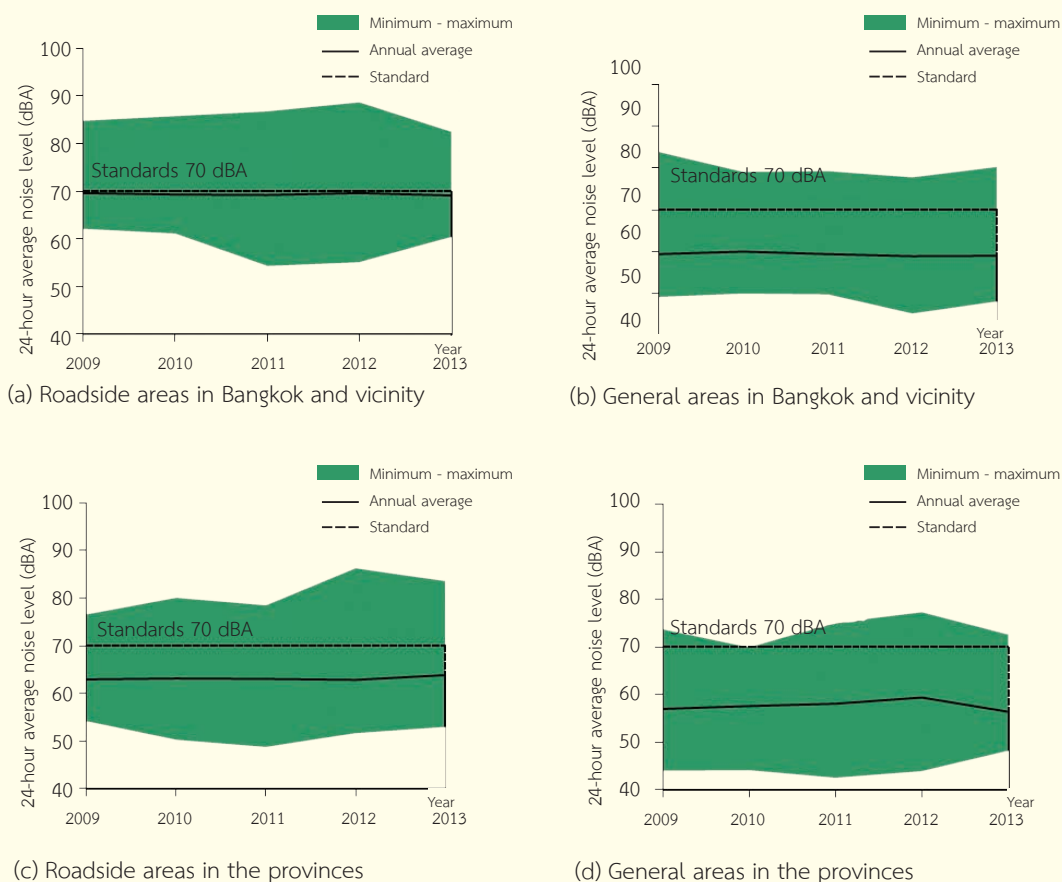 Minimum - maximum
Annual average
Standard
24-hour average noise level (dBA)
100
90
80
70
60
50
40
Standards 70 dBA
Year
2009
2010
2011
2012
2013
(a) Roadside areas in Bangkok and vicinity
Minimum - maximum
Annual average
Standard
24-hour average noise level (dBA)
100
90
80
70
60
50
40
Standards 70 dBA
Year
2009
2010
2011
2012
2013
(b) General areas in Bangkok and vicinity
Minimum - maximum
Annual average
Standard
24-hour average noise level (dBA)
100
90
80
70
60
50
40
Standards 70 dBA
Year
2009
2010
2011
2012
2013
(c) Roadside areas in the provinces
Minimum - maximum
Annual average
Standard
24-hour average noise level (dBA)
100
90
80
70
60
50
40
Standards 70 dBA
Year
2009
2010
2011
2012
2013
(d) General areas in the provinces